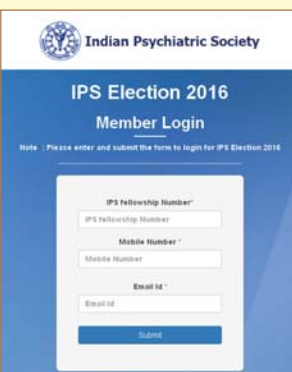 Indian Psychiatric Society
IPS Election 2016
Member Login
Note : Please enter and submit the form to login for IPS Election 2016
IPS fellowship Number*
IPS fellowship Number
Mobile Number *
Mobile Number
Email Id *
Email Id
Submit